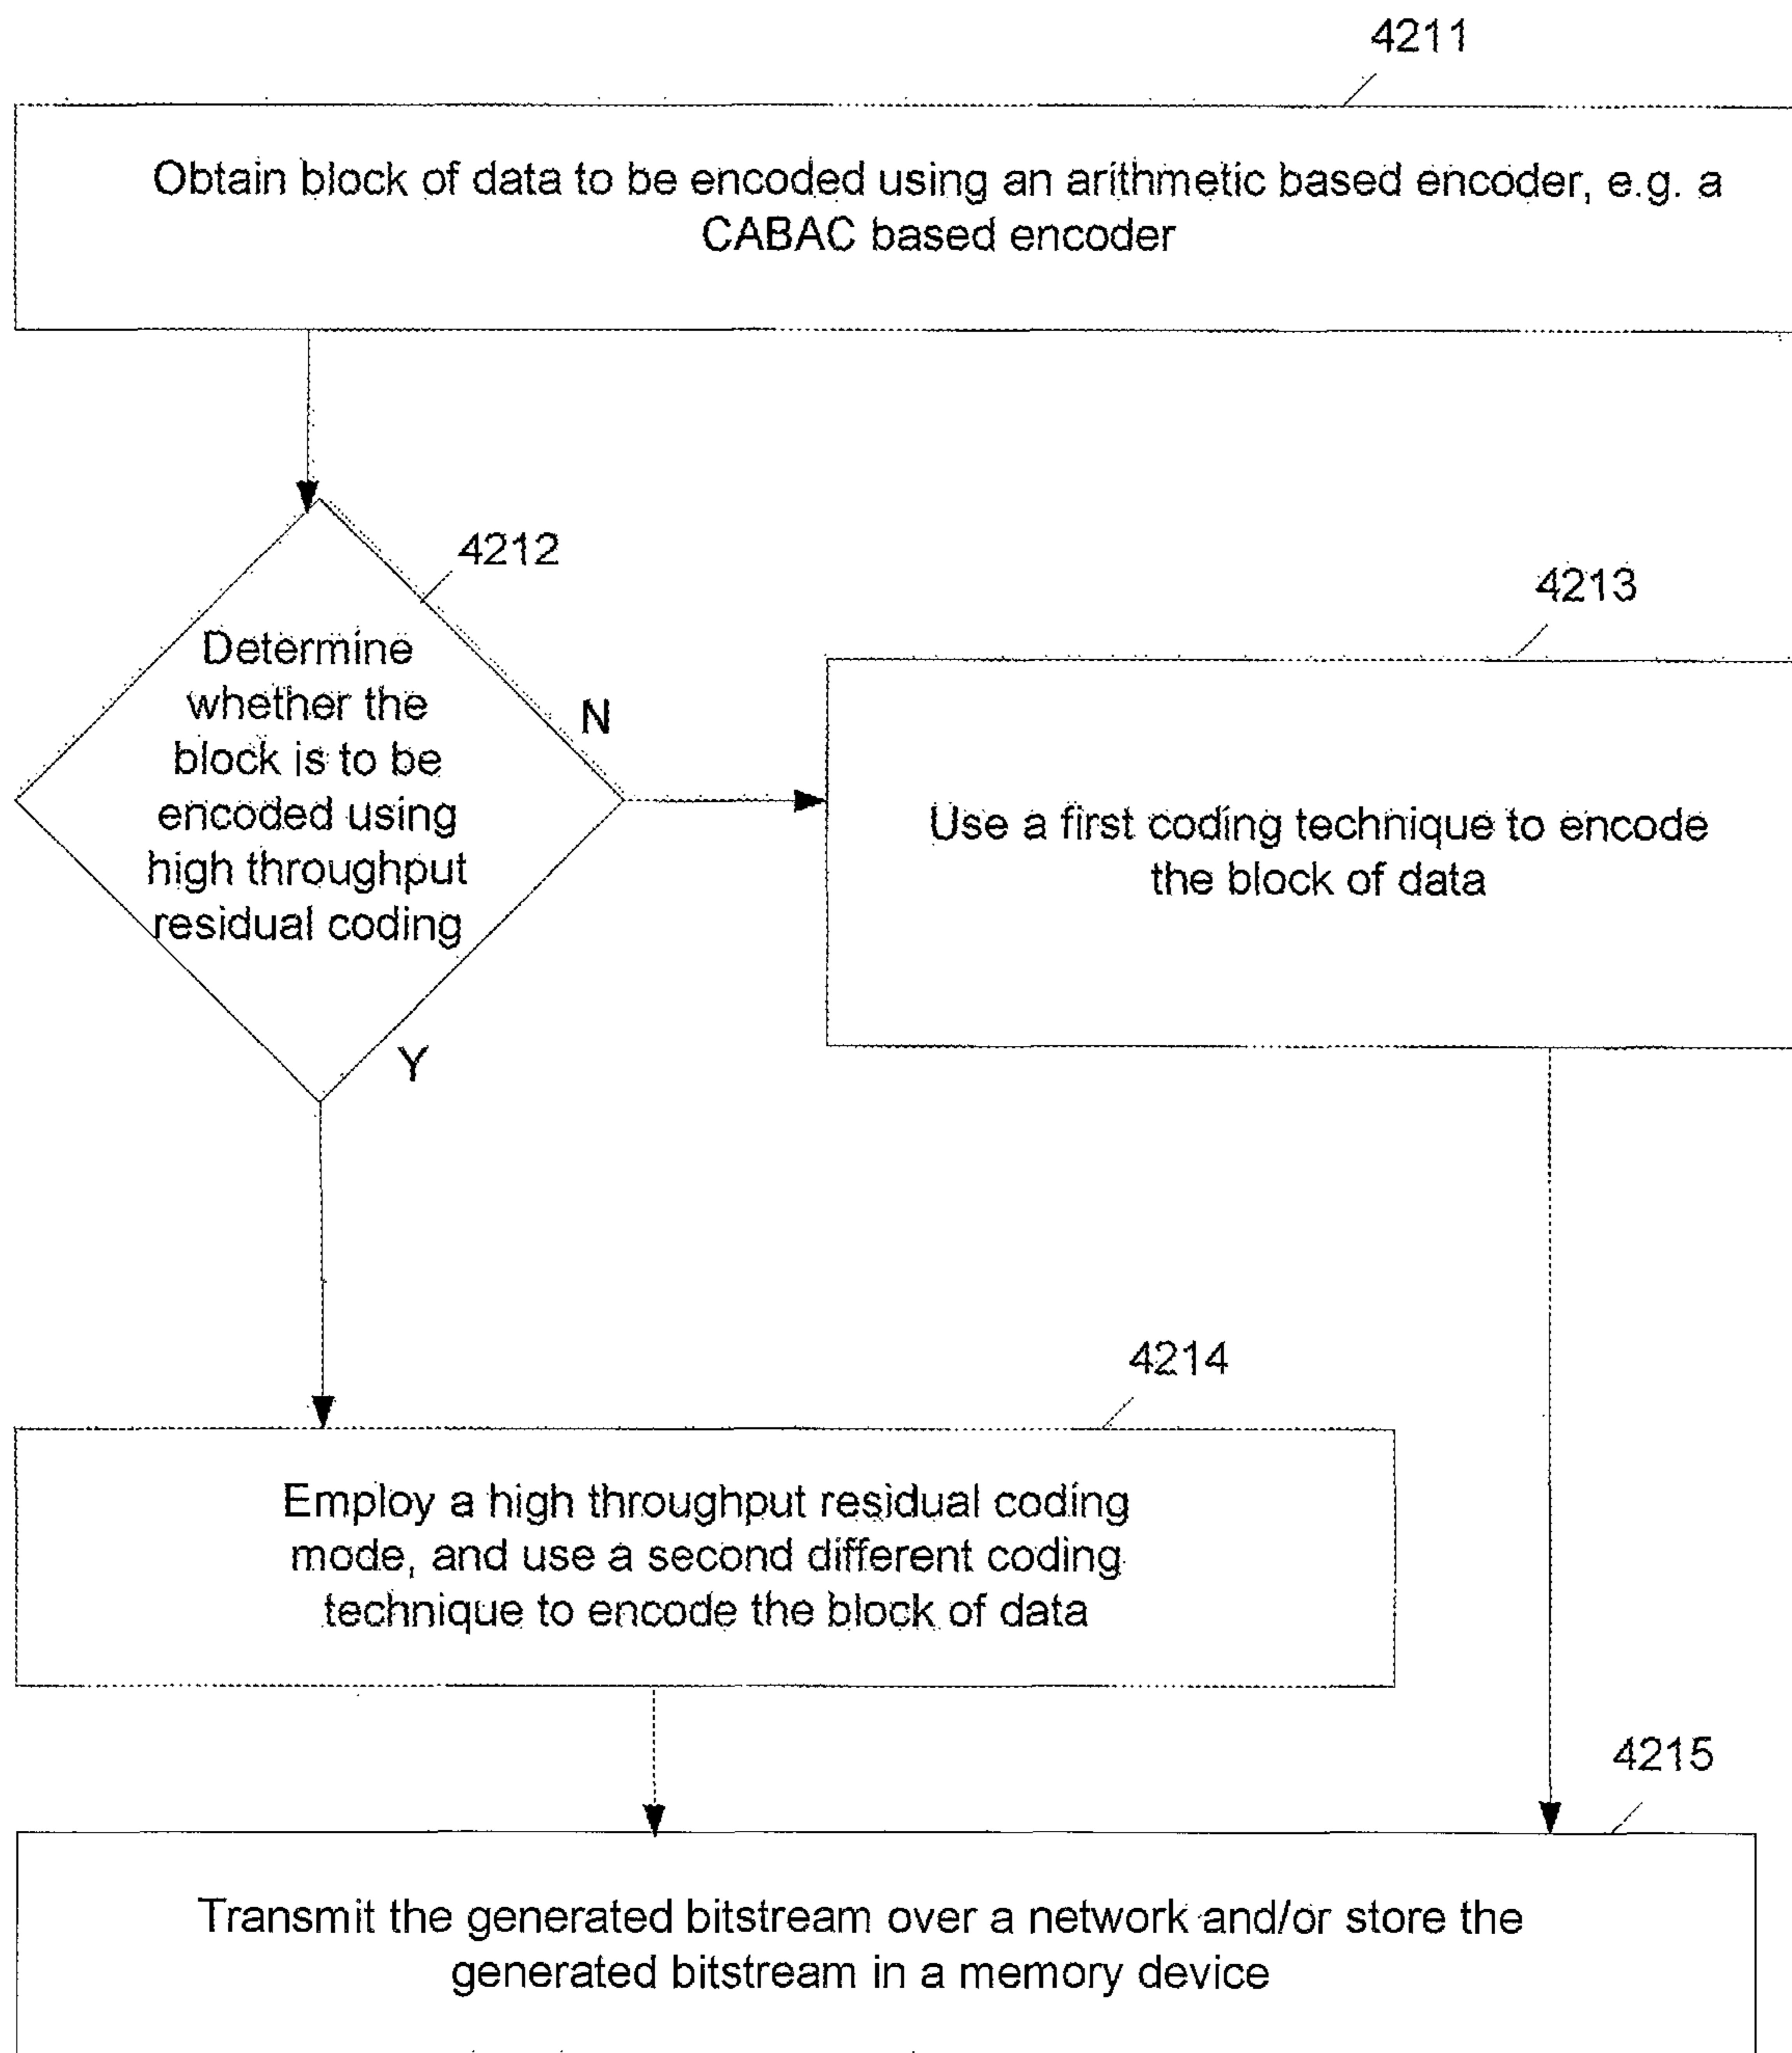 4211
Obtain block of data to be encoded using an arithmetic based encoder, e.g. a
CABAC based encoder
4212
Determine
whether the
block is to be
encoded using
high throughput
residual coding
N
Y
4213
Use a first coding technique to encode
the block of data
4214
Employ a high throughput residual coding
mode, and use a second different coding
technique to encode the block of data
4215
Transmit the generated bitstream over a network and/or store the
generated bitstream in a memory device